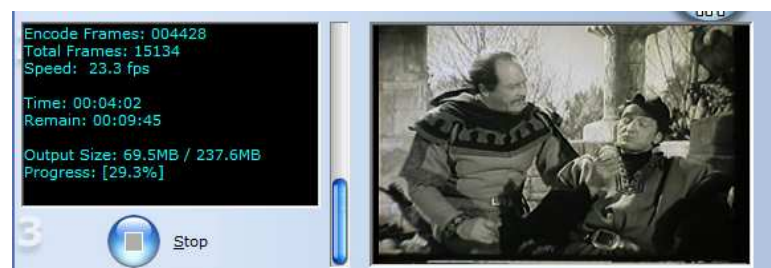 Encode Frames: 004428
Total Frames: 15134
Speed: 23.3 fps
Time: 00:04:02
Remain: 00:09:45
Output Size: 69.5MB / 237.6MB
Progress: [29.3%]
3
Stop